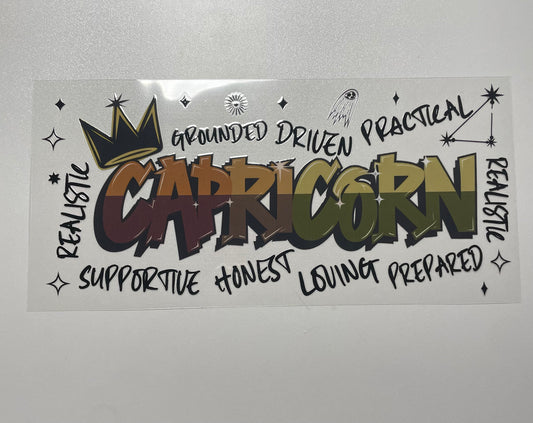 GROUNDED DRIVEN PRACTICAL
REALISTIC
CAPRICORN
REALISTIC
SUPPORTIVE HONEST LOVING PREPARED